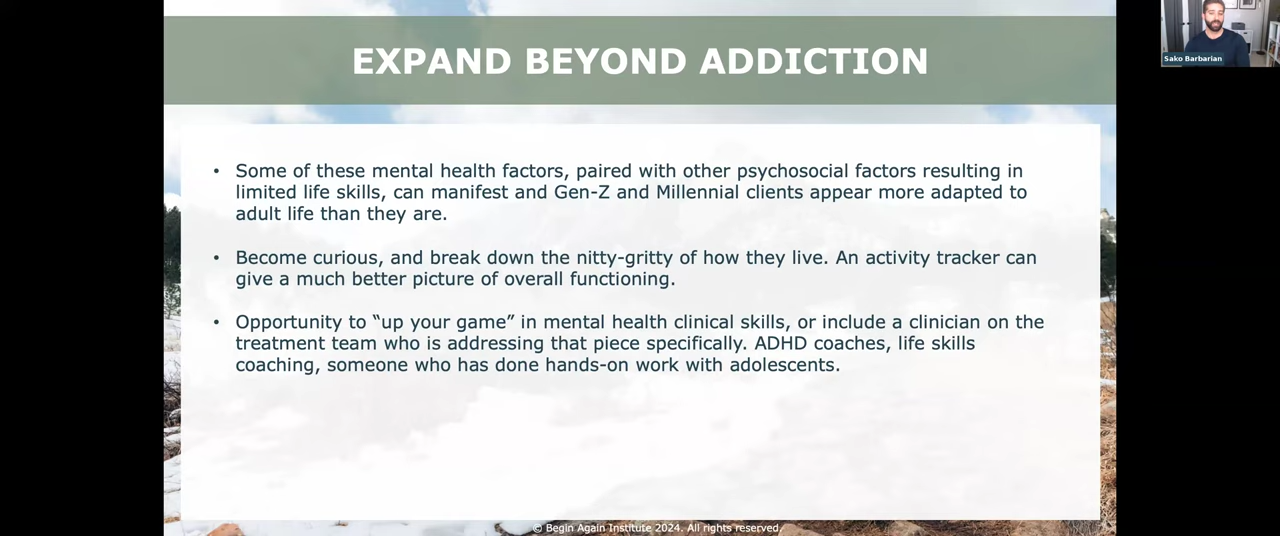 EXPAND BEYOND ADDICTION
Sako Barbarian
• Some of these mental health factors, paired with other psychosocial factors resulting in
limited life skills, can manifest and Gen-Z and Millennial clients appear more adapted to
adult life than they are.
• Become curious, and break down the nitty-gritty of how they live. An activity tracker can
give a much better picture of overall functioning.
• Opportunity to “up your game” in mental health clinical skills, or include a clinician on the
treatment team who is addressing that piece specifically. ADHD coaches, life skills
coaching, someone who has done hands-on work with adolescents.
© Begin Again Institute 2024. All rights reserved.